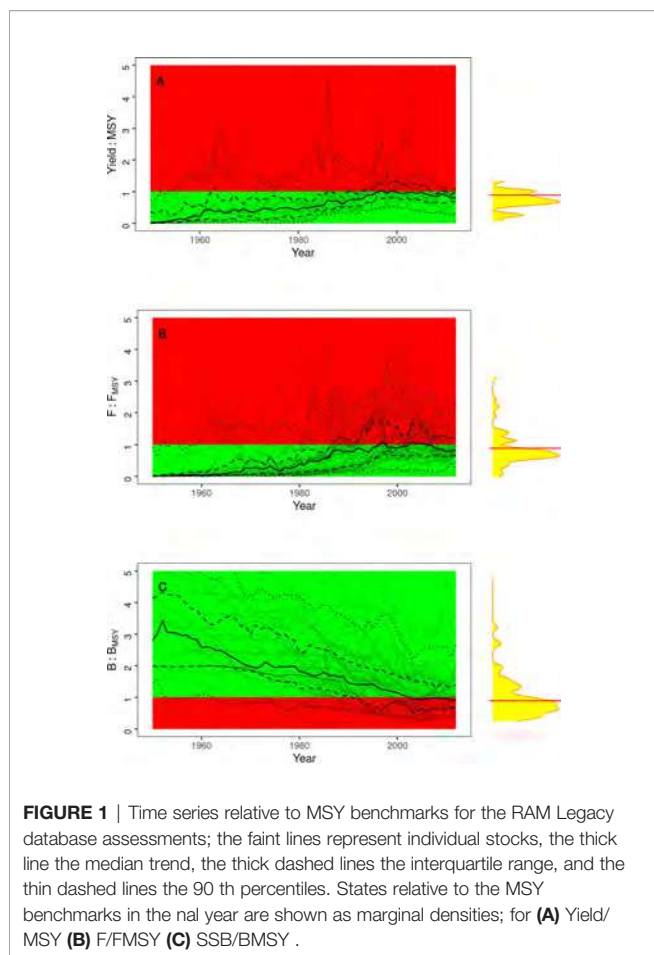 A
Yield : MSY
5
4
3
2
1
0
1960
1980
2000
Year
B
F : FMSY
5
4
3
2
1
0
1960
1980
2000
Year
C
B : BMSY
5
4
3
2
1
0
1960
1980
2000
Year
FIGURE 1 | Time series relative to MSY benchmarks for the RAM Legacy
database assessments; the faint lines represent individual stocks, the thick
line the median trend, the thick dashed lines the interquartile range, and the
thin dashed lines the 90 th percentiles. States relative to the MSY
benchmarks in the nal year are shown as marginal densities; for (A) Yield/
MSY (B) F/FMSY (C) SSB/BMSY .